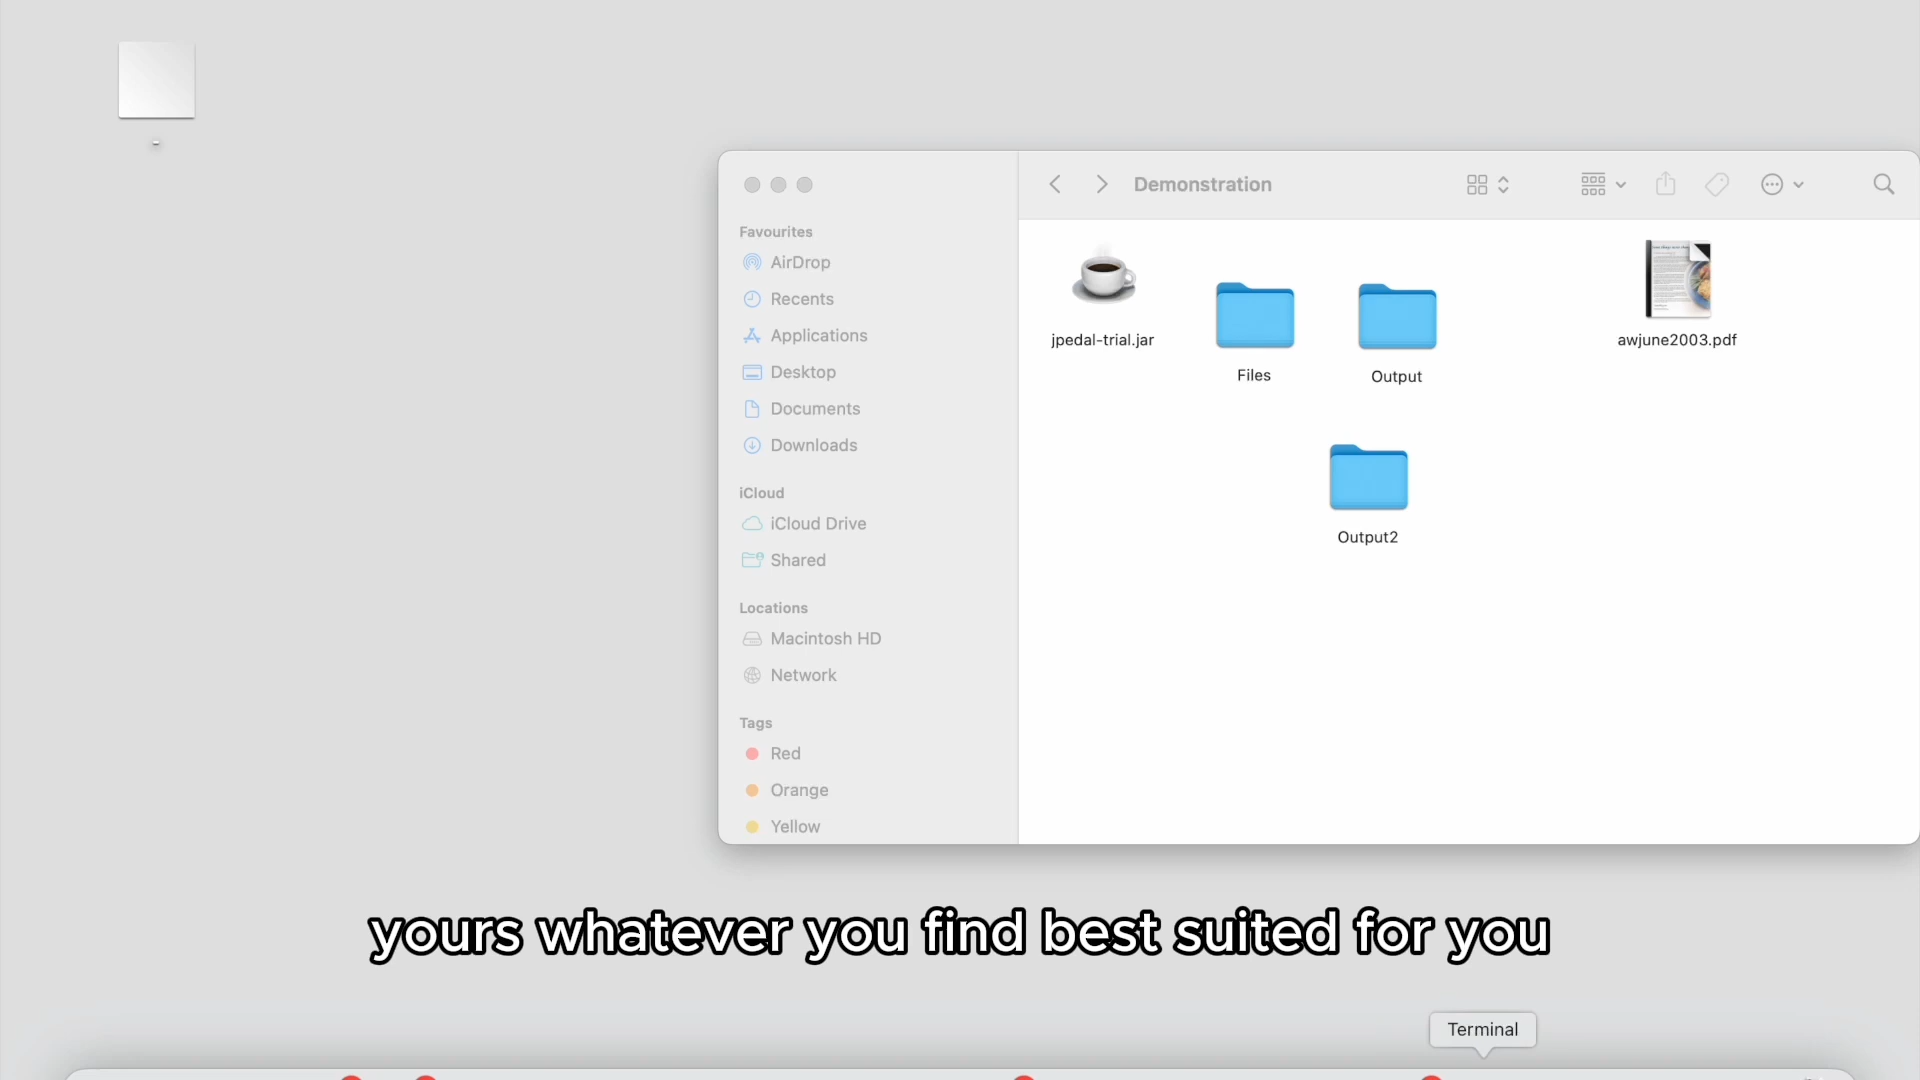 Demonstration
Favourites
AirDrop
Recents
Applications
Desktop
Documents
Downloads
iCloud
iCloud Drive
Shared
Locations
Macintosh HD
Network
Tags
Red
Orange
Yellow
jpedal-trial.jar
Files
Output
awjune2003.pdf
Output2
yours whatever you find best suited for you
Terminal